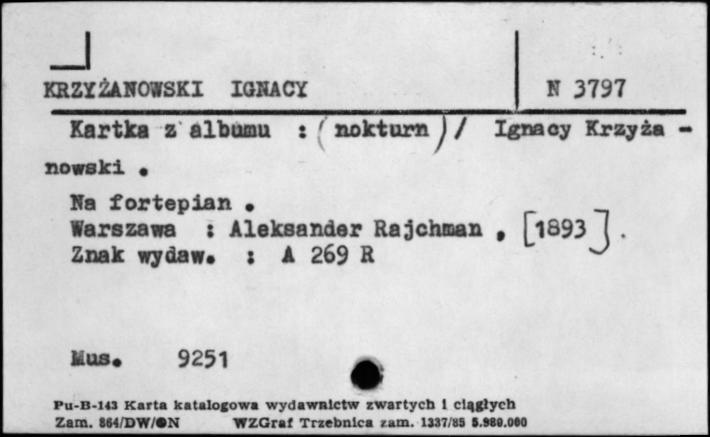 KRZYŻANOWSKI IGNACY N 3797
Kartka z albumu : (nokturn) / Ignacy Krzyża -
nowski .
Na fortepian .
Warszawa : Aleksander Rajchman , [1893].
Znak wydaw. : A 269 R
Mus. 9251
Pu-B-143 Karta katalogowa wydawnictw zwartych i ciągłych
Zam. 864/DW/ON WZGraf Trzebnica zam. 1337/85 5.980.000